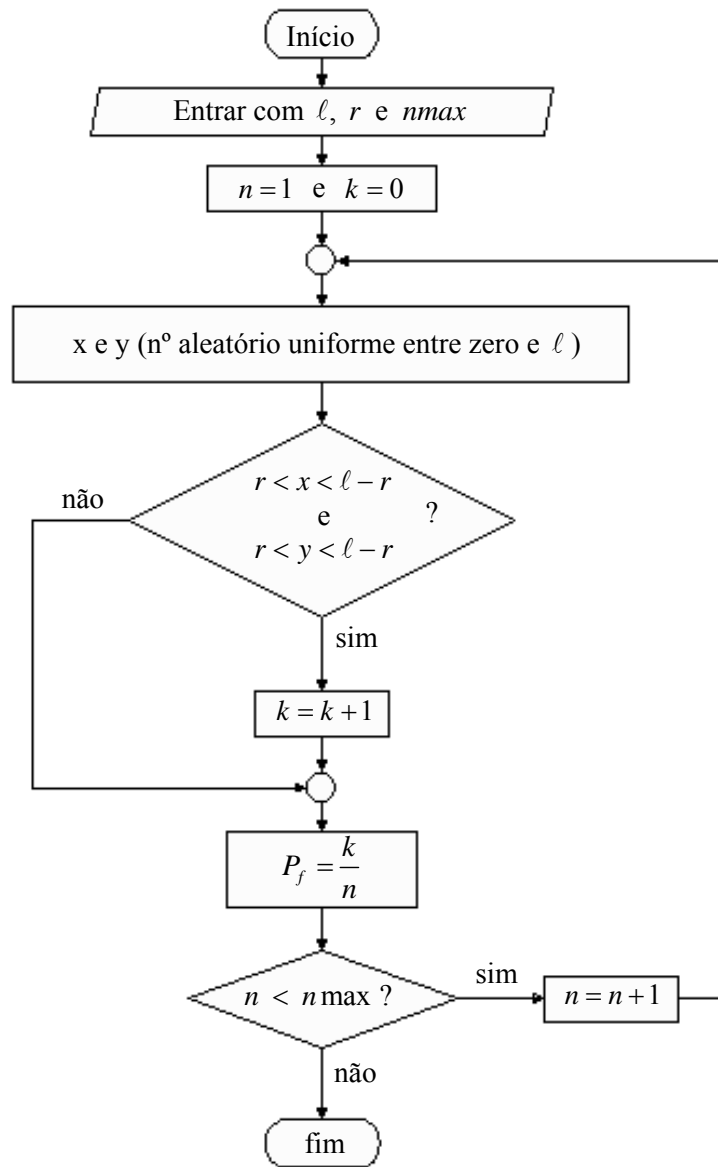 Início
Entrar com ℓ, r e nmax
n = 1 e k = 0
x e y (nº aleatório uniforme entre zero e ℓ )
não
r < x < ℓ − r
e ?
r < y < ℓ − r
sim
k = k + 1
P_f = k/n
n < n max ?
sim
n = n + 1
não
fim